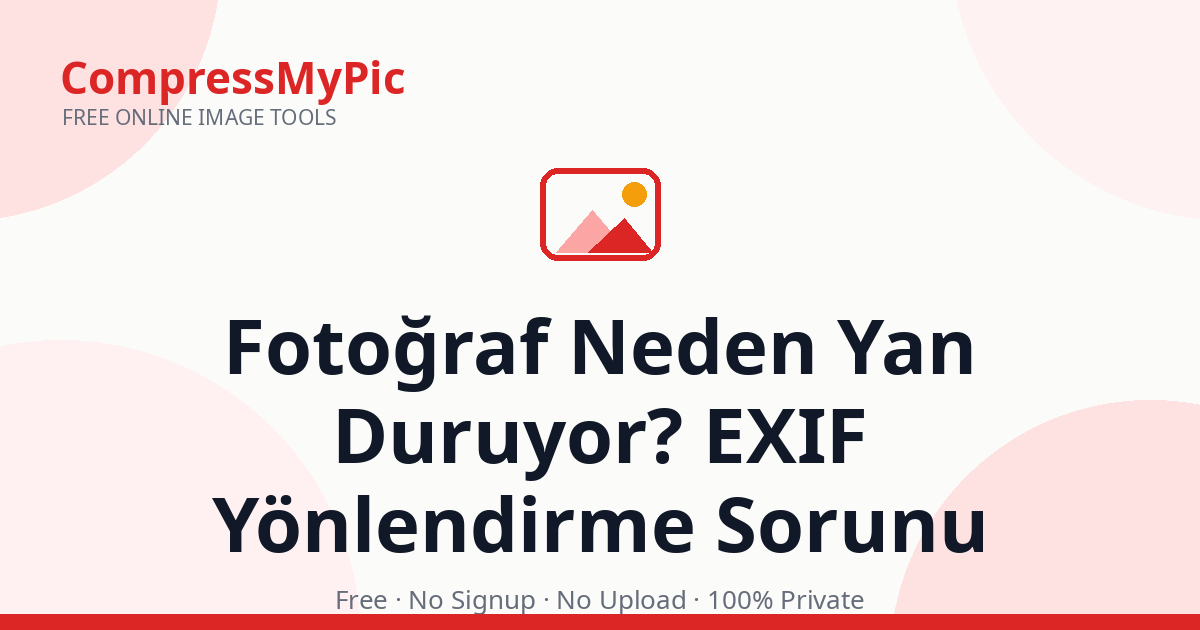 CompressMyPic
FREE ONLINE IMAGE TOOLS
Fotoğraf Neden Yan
Duruyor? EXIF
Yönlendirme Sorunu
Free · No Signup · No Upload · 100% Private